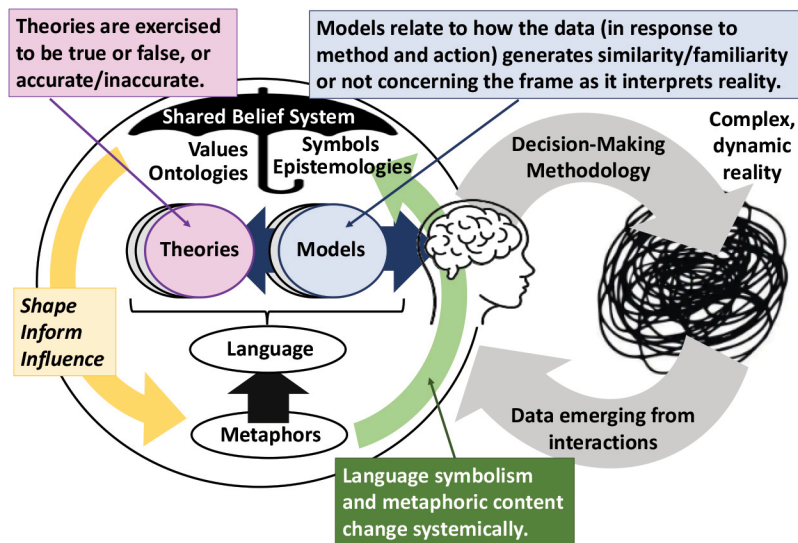 Theories are exercised
to be true or false, or
accurate/inaccurate.
Models relate to how the data (in response to
method and action) generates similarity/familiarity
or not concerning the frame as it interprets reality.
Shared Belief System
Values
Ontologies
Symbols
Epistemologies
Decision-Making
Methodology
Complex,
dynamic
reality
Theories
Models
Shape
Inform
Influence
Language
Metaphors
Data emerging from
interactions
Language symbolism
and metaphoric content
change systemically.